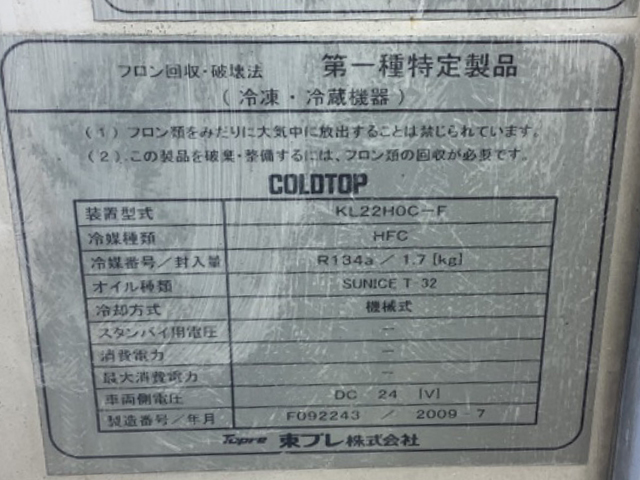 フロン回収・破壊法 第一種特定製品
(冷凍・冷蔵機器)
(1) フロン類をみだりに大気中に放出することは禁じられています。
(2) この製品を破棄・整備するには、フロン類の回収が必要です。
COLDTOP
装置型式 KL22HOC-F
冷媒種類 HFC
冷媒番号/封入量 R134a / 1.7 [kg]
オイル種類 SUNICE T-32
冷却方式 機械式
スタンバイ用電圧 —
消費電力 —
最大消費電力 —
車両側電圧 DC 24 [V]
製造番号/年月 F092243 / 2009-7
Topre 東プレ株式会社